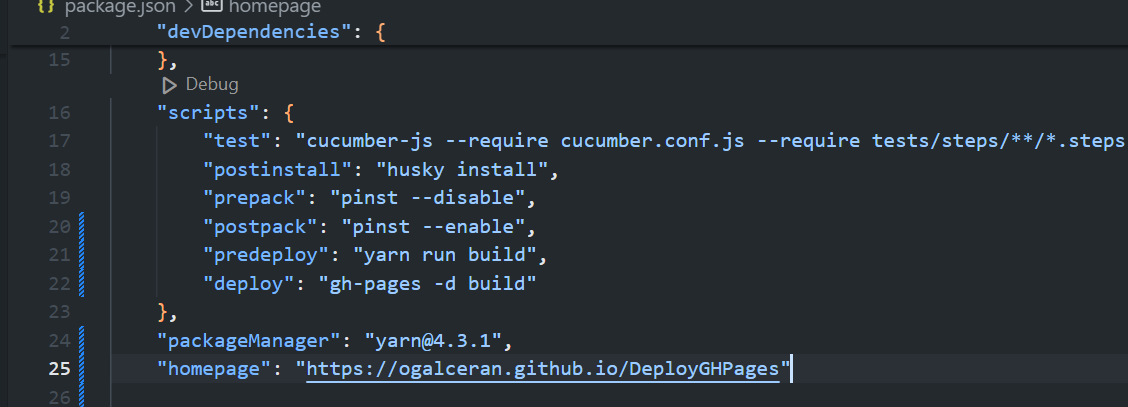 {} package.json > abc homepage
2 "devDependencies": {
15 },
Debug
16 "scripts": {
17 "test": "cucumber-js --require cucumber.conf.js --require tests/steps/**/*.steps
18 "postinstall": "husky install",
19 "prepack": "pinst --disable",
20 "postpack": "pinst --enable",
21 "predeploy": "yarn run build",
22 "deploy": "gh-pages -d build"
23 },
24 "packageManager": "yarn@4.3.1",
25 "homepage": "https://ogalceran.github.io/DeployGHPages"
26